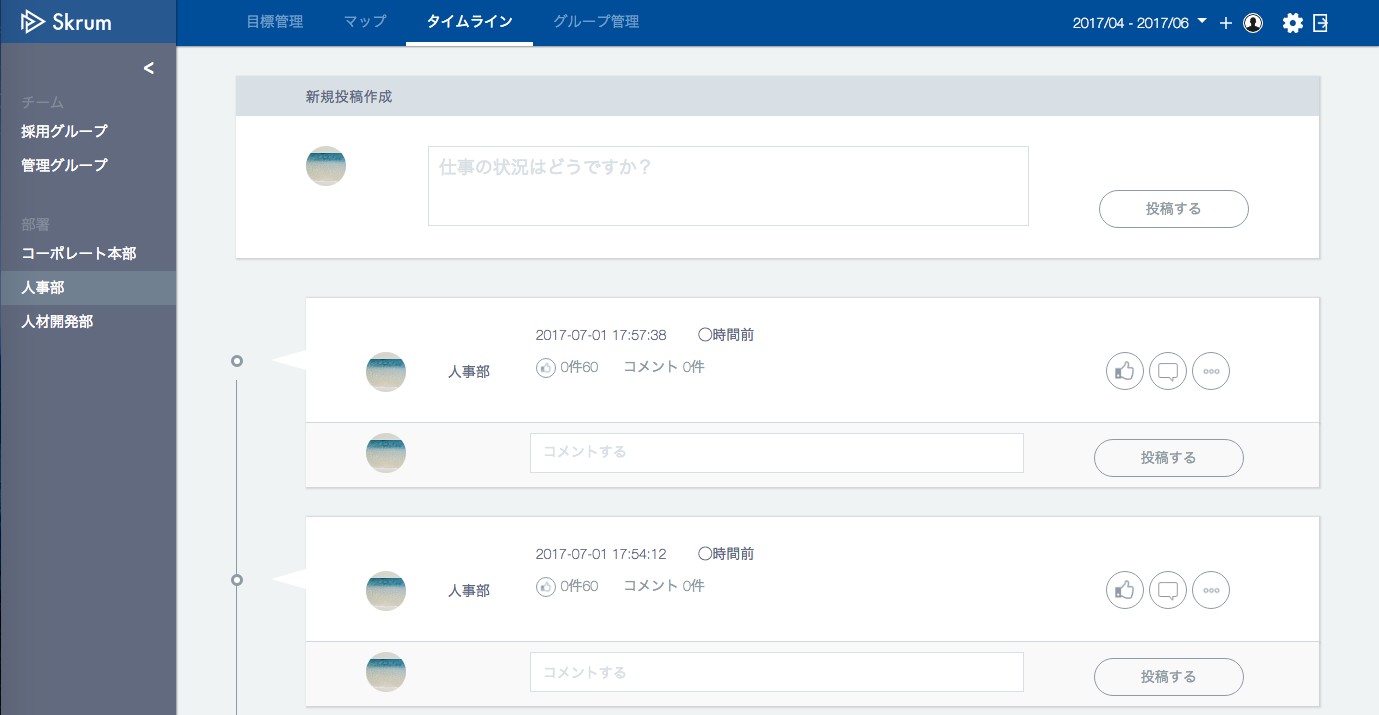 Skrum
目標管理 マップ タイムライン グループ管理 2017/04 - 2017/06
<
チーム
採用グループ
管理グループ
部署
コーポレート本部
人事部
人材開発部
新規投稿作成
仕事の状況はどうですか？
投稿する
2017-07-01 17:57:38 〇時間前
人事部
0件60 コメント 0件
コメントする
投稿する
2017-07-01 17:54:12 〇時間前
人事部
0件60 コメント 0件
コメントする
投稿する